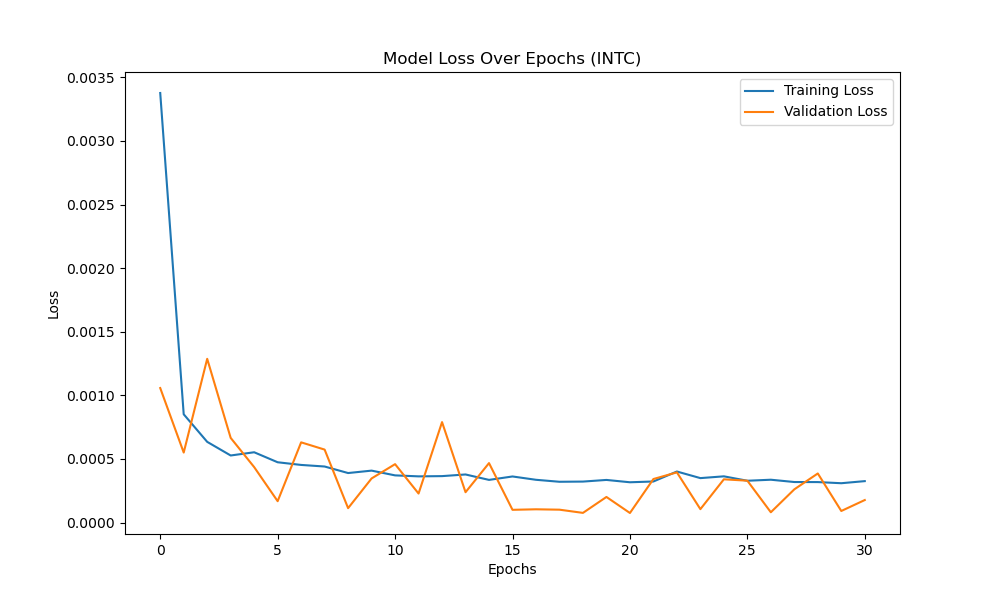 Model Loss Over Epochs (INTC)
Training Loss
Validation Loss
0.0035
0.0030
0.0025
0.0020
0.0015
0.0010
0.0005
0.0000
Loss
0 5 10 15 20 25 30
Epochs